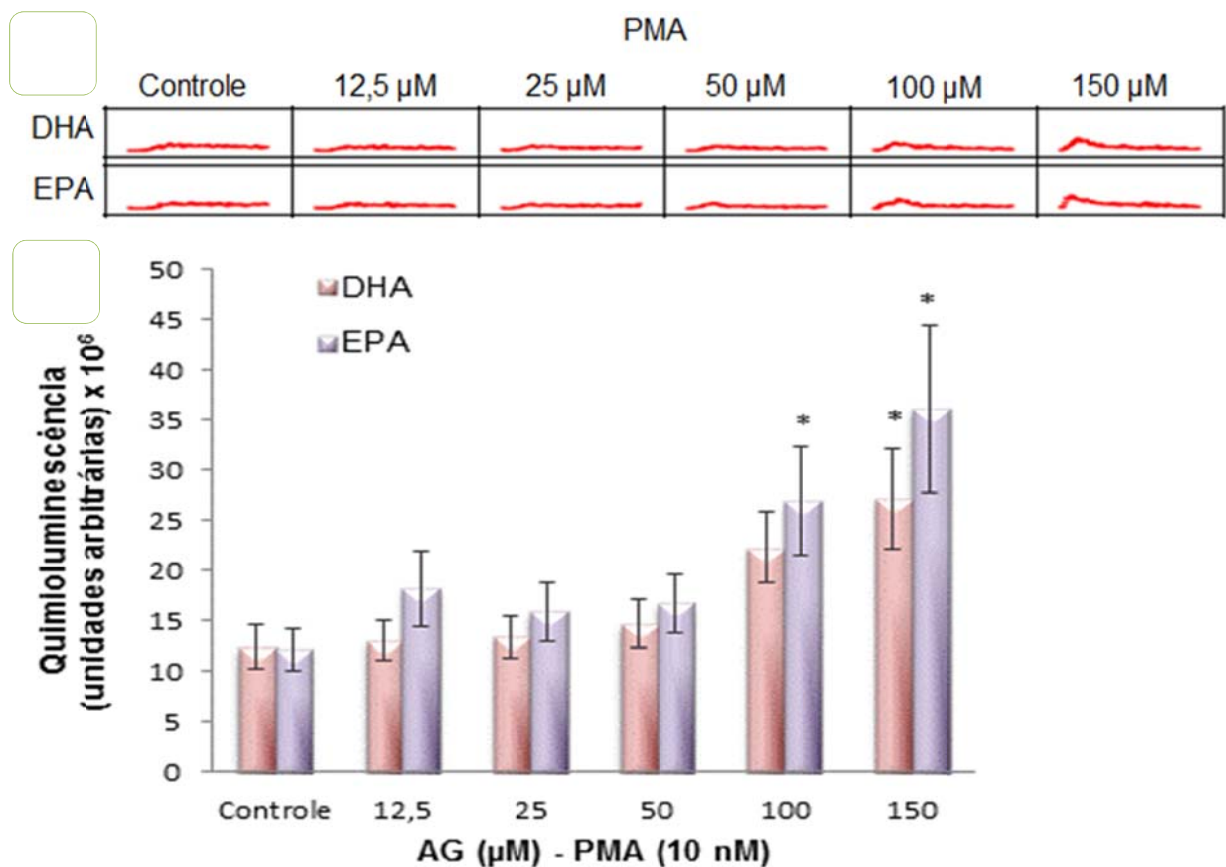 PMA
Controle 12,5 µM 25 µM 50 µM 100 µM 150 µM
DHA
EPA
50
45
40
35
30
25
20
15
10
5
0
Quimioluminescência
(unidades arbitrárias) x 10⁶
DHA
EPA
*
*
*
Controle 12,5 25 50 100 150
AG (µM) - PMA (10 nM)